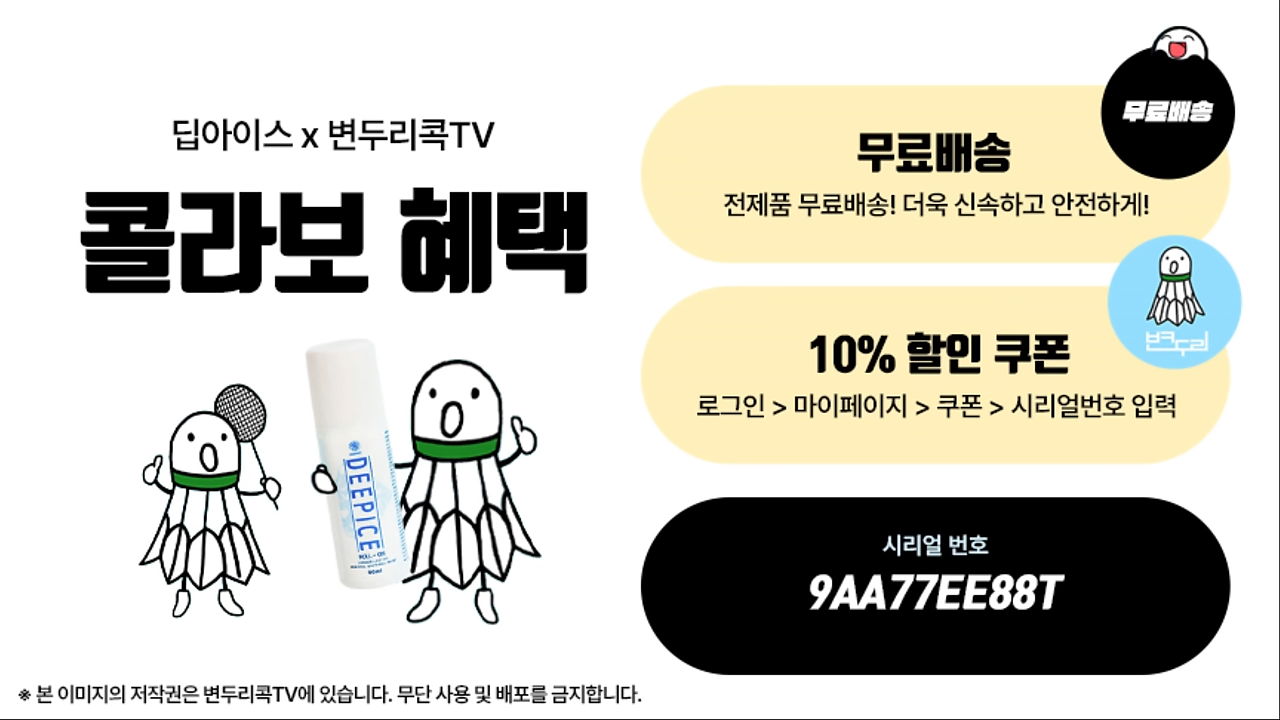 딥아이스 x 변두리콕TV
콜라보 혜택
DEEPICE
ROLL - ON
무료배송
무료배송
전제품 무료배송! 더욱 신속하고 안전하게!
변두리
10% 할인 쿠폰
로그인 > 마이페이지 > 쿠폰 > 시리얼번호 입력
시리얼 번호
9AA77EE88T
※ 본 이미지의 저작권은 변두리콕TV에 있습니다. 무단 사용 및 배포를 금지합니다.